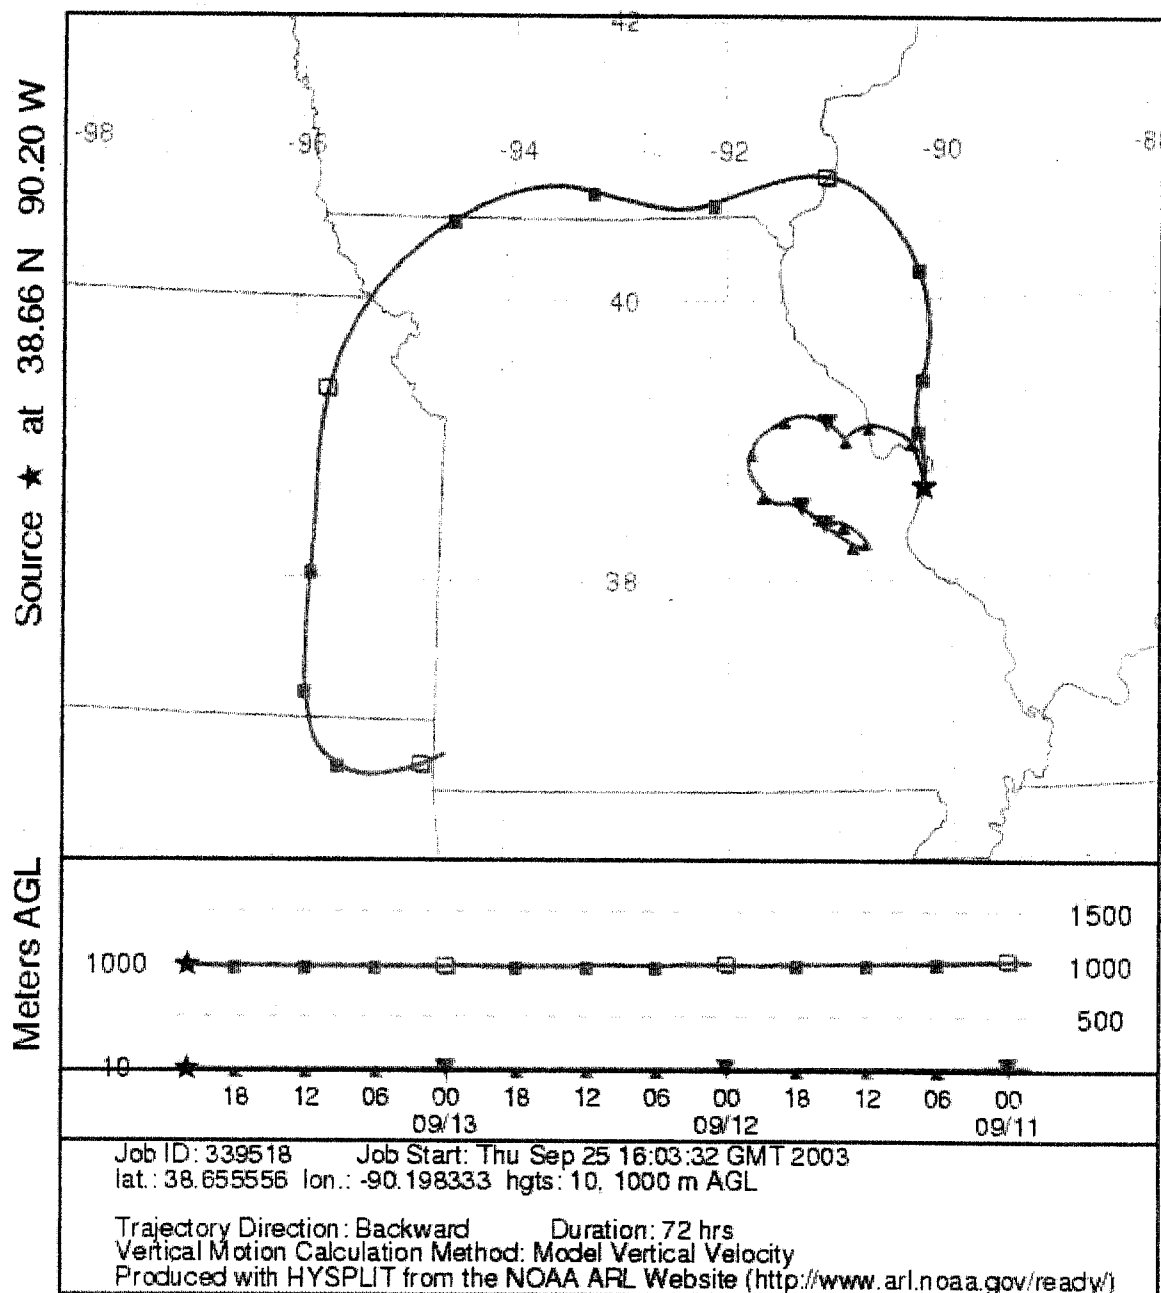 Source ★ at 38.66 N 90.20 W
42
-98
-96
-94
-92
-90
40
38
Meters AGL
1500
1000
1000
500
10
18 12 06 00 18 12 06 00 18 12 06 00
09/13 09/12 09/11
Job ID: 339518 Job Start: Thu Sep 25 16:03:32 GMT 2003
lat.: 38.655556 lon.: -90.198333 hgts: 10, 1000 m AGL
Trajectory Direction: Backward Duration: 72 hrs
Vertical Motion Calculation Method: Model Vertical Velocity
Produced with HYSPLIT from the NOAA ARL Website (http://www.arl.noaa.gov/ready/)